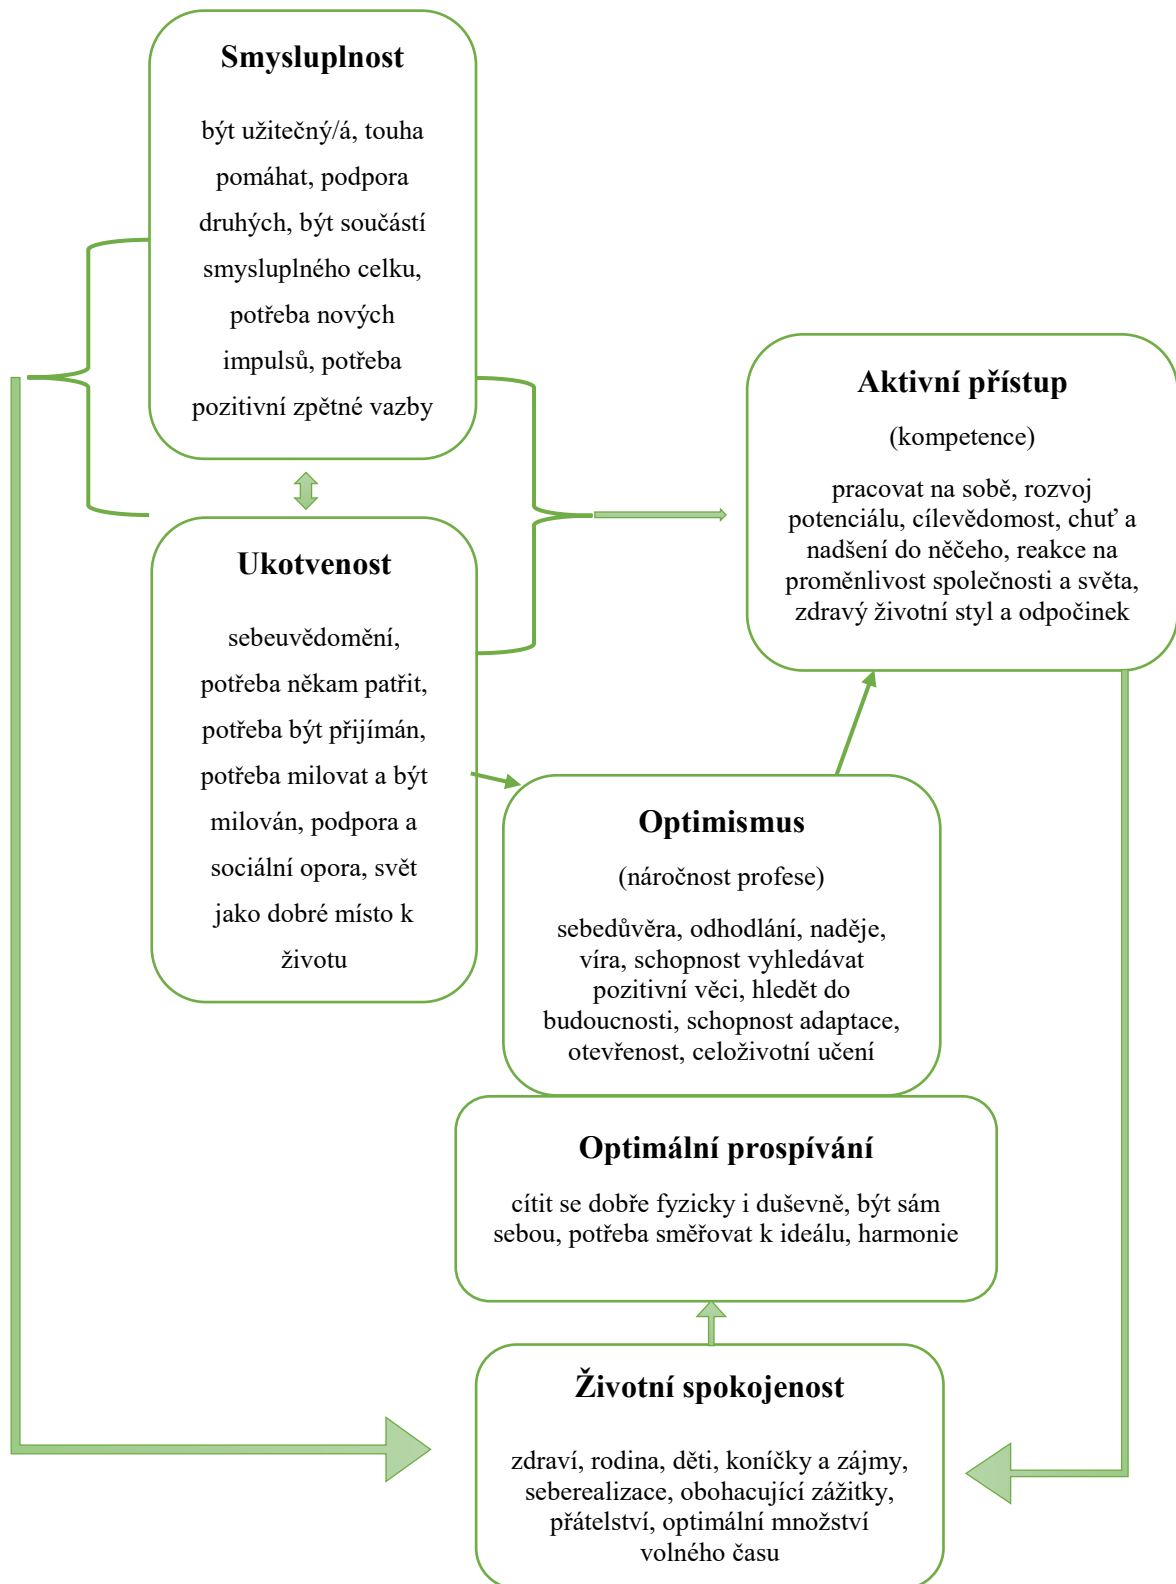 Smysluplnost
být užitečný/á, touha
pomáhat, podpora
druhých, být součástí
smysluplného celku,
potřeba nových
impulsů, potřeba
pozitivní zpětné vazby
Ukotvenost
sebeuvědomění,
potřeba někam patřit,
potřeba být přijímán,
potřeba milovat a být
milován, podpora a
sociální opora, svět
jako dobré místo k
životu
Aktivní přístup
(kompetence)
pracovat na sobě, rozvoj
potenciálu, cílevědomost, chuť a
nadšení do něčeho, reakce na
proměnlivost společnosti a světa,
zdravý životní styl a odpočinek
Optimismus
(náročnost profese)
sebedůvěra, odhodlání, naděje,
víra, schopnost vyhledávat
pozitivní věci, hledět do
budoucnosti, schopnost adaptace,
otevřenost, celoživotní učení
Optimální prospívání
cítit se dobře fyzicky i duševně, být sám
sebou, potřeba směřovat k ideálu, harmonie
Životní spokojenost
zdraví, rodina, děti, koníčky a zájmy,
seberealizace, obohacující zážitky,
přátelství, optimální množství
volného času